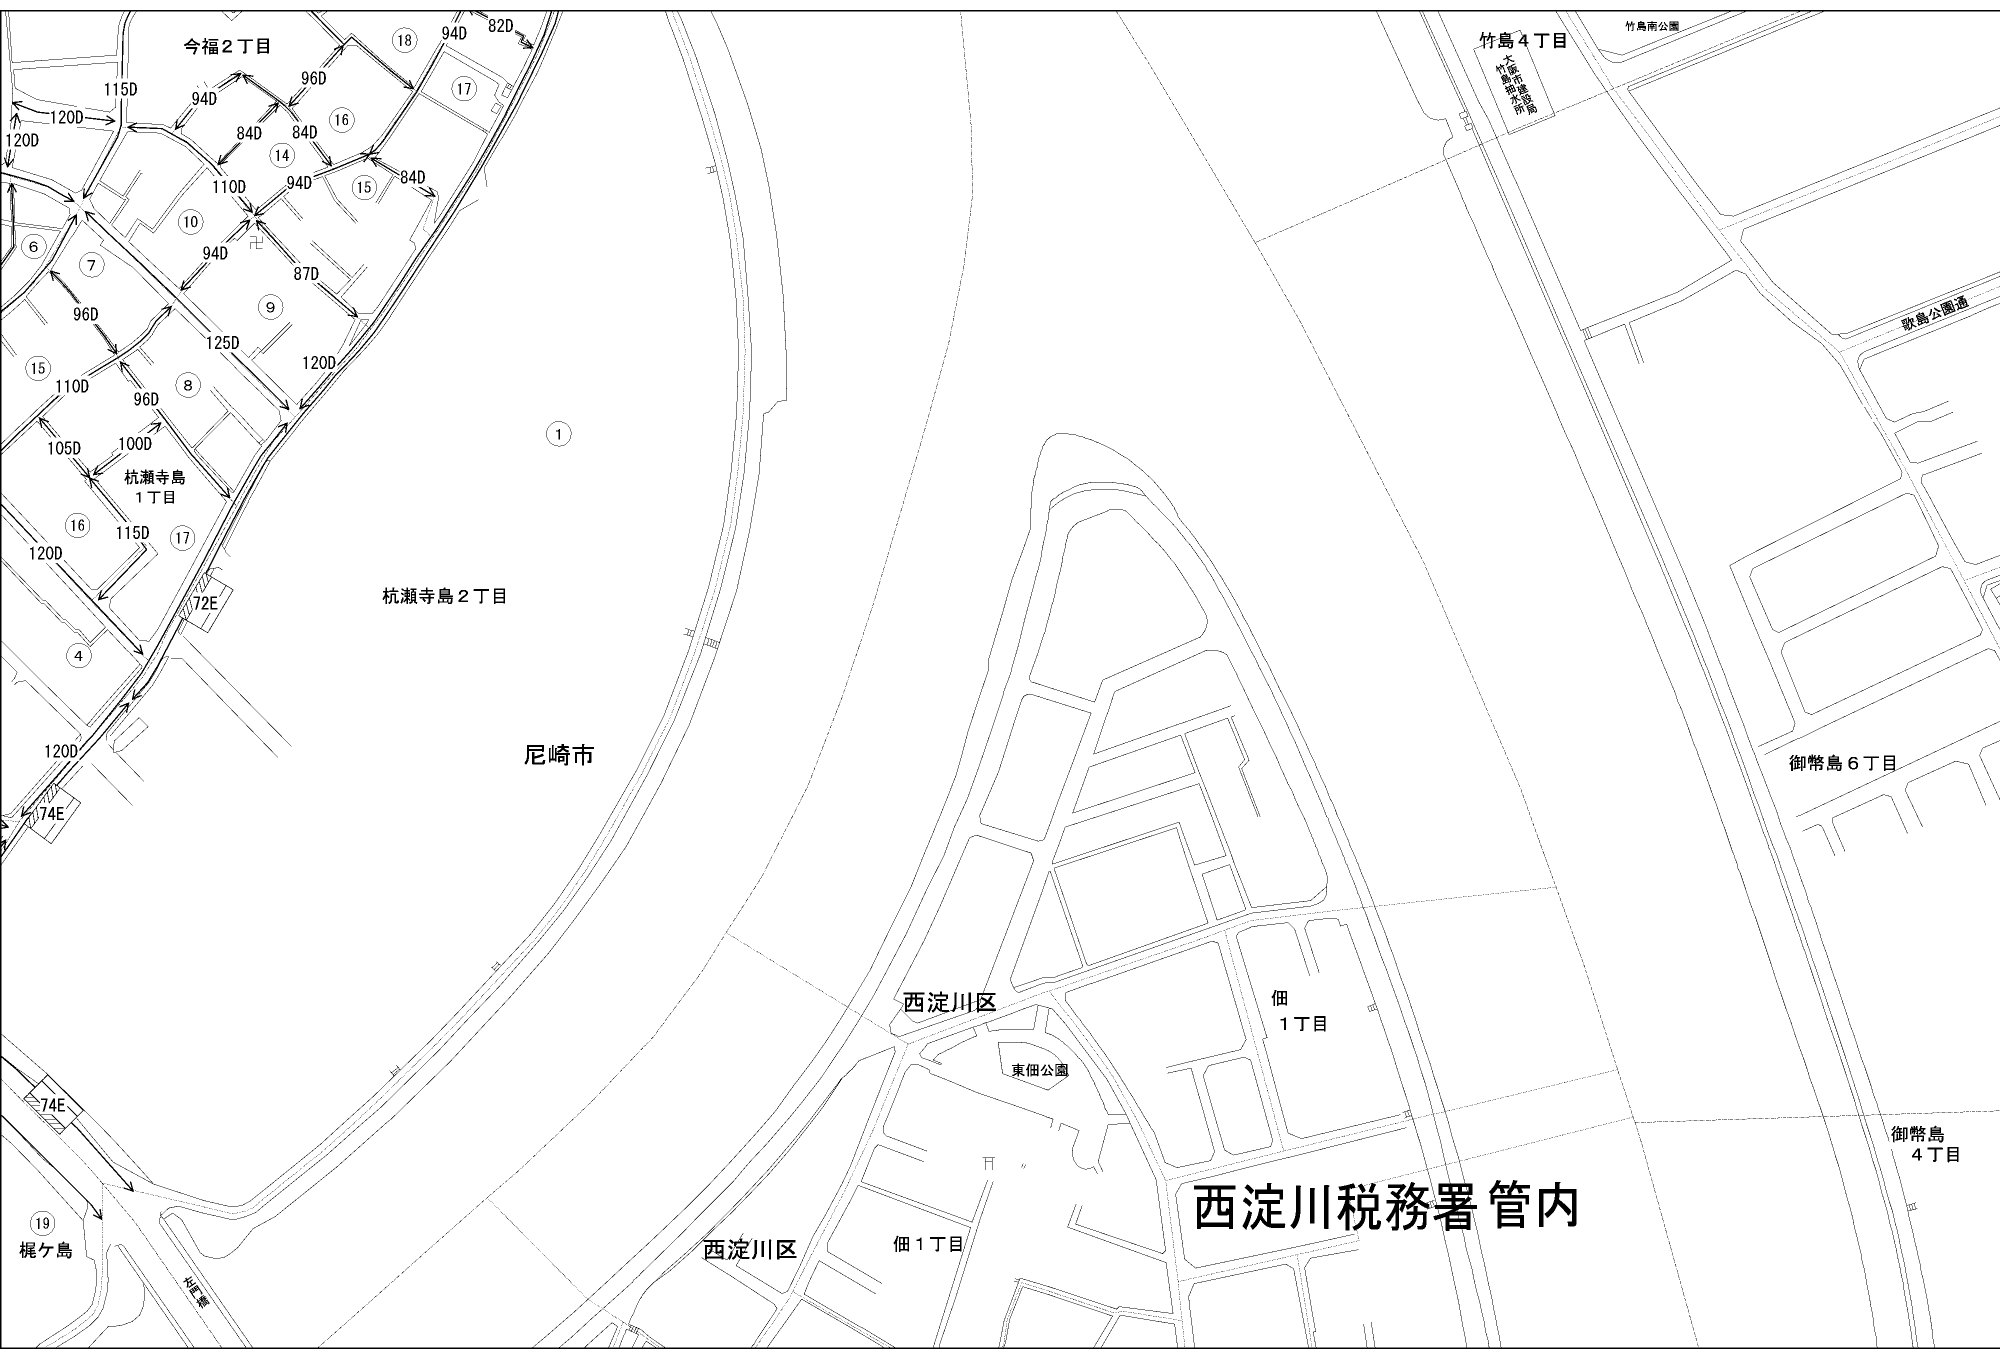 今福２丁目
18
94D
82D
17
竹島４丁目
竹島南公園
大阪市建設局
竹島抽水所
115D
94D
96D
120D
120D
84D
84D
16
14
110D
94D
15
84D
6
7
10
94D
87D
9
歌島公園通
96D
125D
120D
15
110D
8
96D
105D
100D
1
杭瀬寺島
１丁目
16
115D
17
120D
72E
杭瀬寺島２丁目
4
120D
尼崎市
御幣島６丁目
74E
西淀川区
佃
１丁目
東佃公園
74E
御幣島
４丁目
西淀川税務署管内
19
梶ケ島
西淀川区
佃１丁目
左門橋